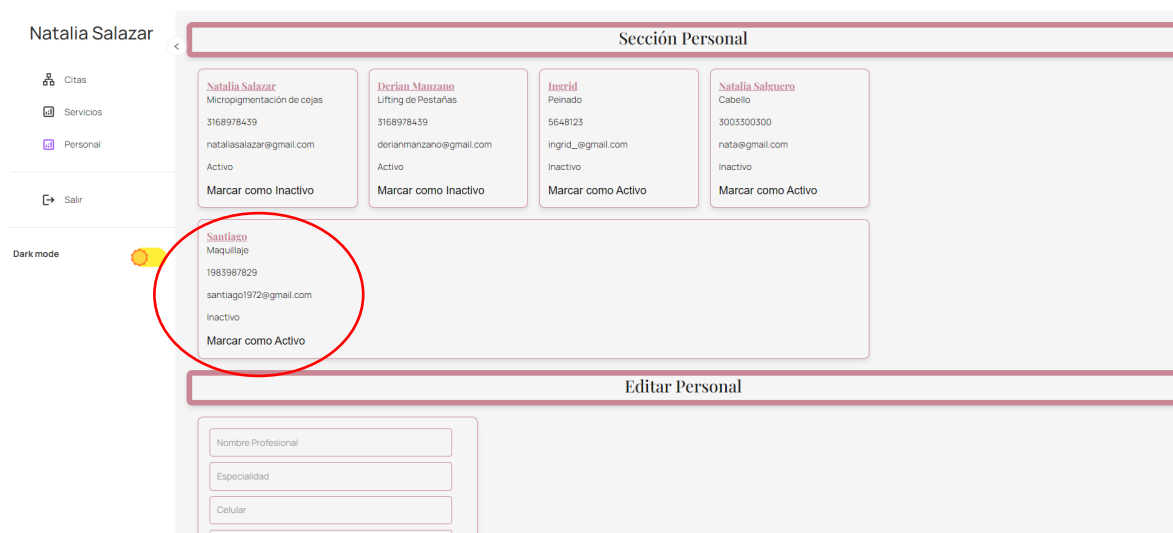 Natalia Salazar
Citas
Servicios
Personal
Salir
Dark mode
Sección Personal
Natalia Salazar
Micropigmentación de cejas
3168978439
nataliasalazar@gmail.com
Activo
Marcar como Inactivo
Derian Manzano
Lifting de Pestañas
3168978439
derianmanzano@gmail.com
Activo
Marcar como Inactivo
Ingrid
Peinado
5648123
ingrid_@gmail.com
Inactivo
Marcar como Activo
Natalia Salguero
Cabello
3003300300
nata@gmail.com
Inactivo
Marcar como Activo
Santiago
Maquillaje
1983987829
santiago1972@gmail.com
Inactivo
Marcar como Activo
Editar Personal
Nombre Profesional
Especialidad
Celular